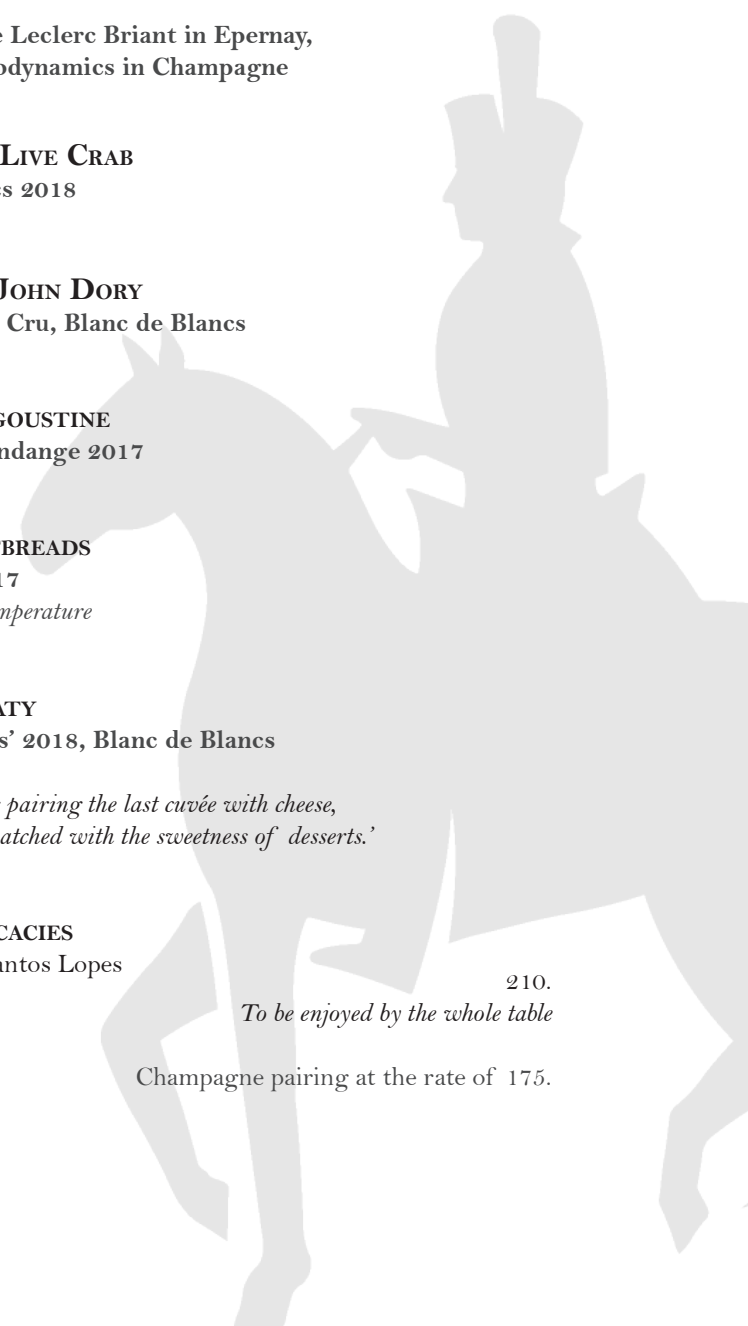 Leclerc Briant in Epernay,
odynamics in Champagne
Live Crab
2018
John Dory
Cru, Blanc de Blancs
GOUSTINE
ndange 2017
BREADS
17
mperature
ATY
s’ 2018, Blanc de Blancs
pairing the last cuvée with cheese,
atched with the sweetness of desserts.’
CACIES
antos Lopes
210.
To be enjoyed by the whole table
Champagne pairing at the rate of 175.